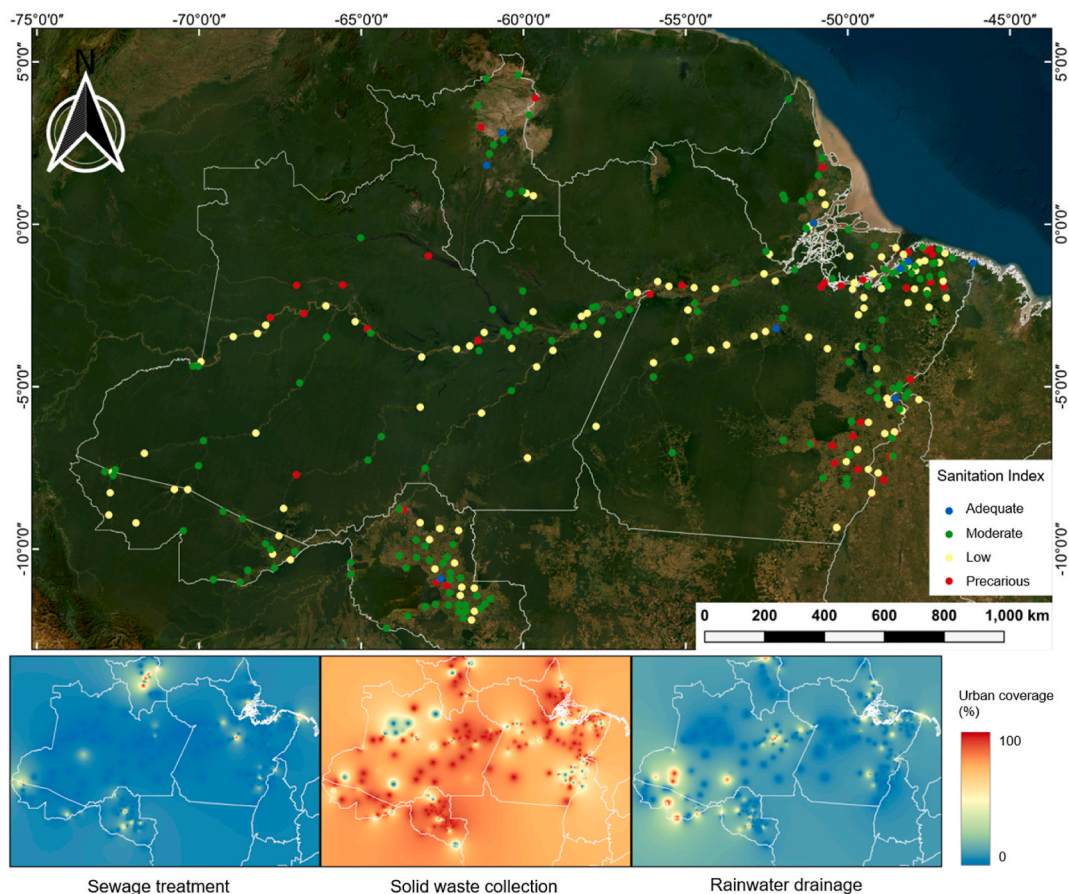 -75°0'0" -70°0'0" -65°0'0" -60°0'0" -55°0'0" -50°0'0" -45°0'0"
N
5°0'0" 5°0'0"
0°0'0" 0°0'0"
-5°0'0" -5°0'0"
-10°0'0" -10°0'0"
Sanitation Index
Adequate
Moderate
Low
Precarious
0 200 400 600 800 1,000 km
Urban coverage
(%)
100
0
Sewage treatment Solid waste collection Rainwater drainage